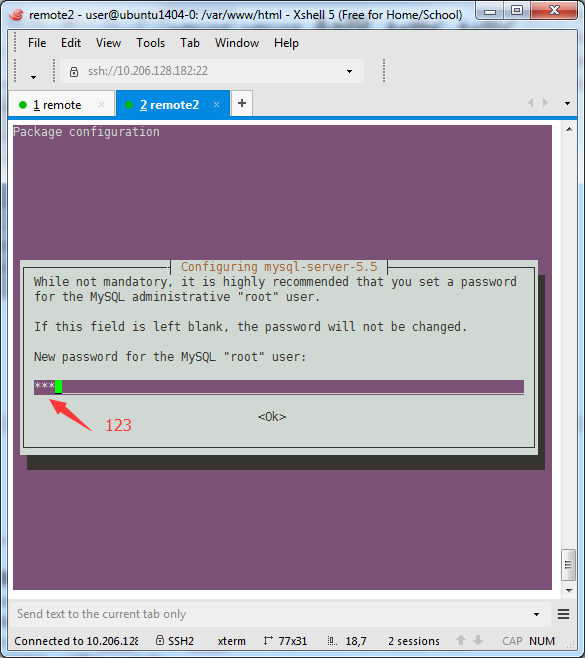 remote2 - user@ubuntu1404-0: /var/www/html - Xshell 5 (Free for Home/School)
File Edit View Tools Tab Window Help
ssh://10.206.128.182:22
1 remote 2 remote2
Package configuration
Configuring mysql-server-5.5
While not mandatory, it is highly recommended that you set a password
for the MySQL administrative "root" user.
If this field is left blank, the password will not be changed.
New password for the MySQL "root" user:
***
123
<Ok>
Send text to the current tab only
Connected to 10.206.128 SSH2 xterm 77x31 18,7 2 sessions CAP NUM